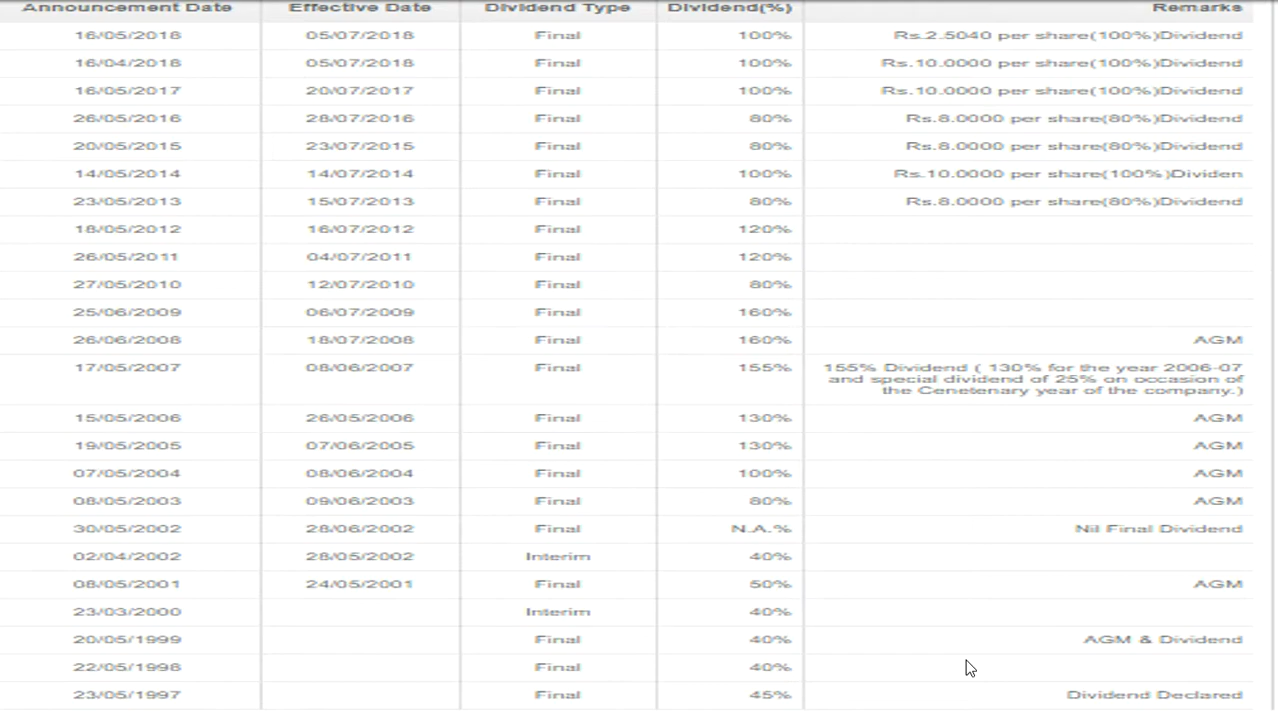 Announcement Date Effective Date Dividend Type Dividend(%) Remarks
16/05/2018 05/07/2018 Final 100% Rs.2.5040 per share(100%)Dividend
16/04/2018 05/07/2018 Final 100% Rs.10.0000 per share(100%)Dividend
16/05/2017 20/07/2017 Final 100% Rs.10.0000 per share(100%)Dividend
26/05/2016 28/07/2016 Final 80% Rs.8.0000 per share(80%)Dividend
20/05/2015 23/07/2015 Final 80% Rs.8.0000 per share(80%)Dividend
14/05/2014 14/07/2014 Final 100% Rs.10.0000 per share(100%)Dividen
23/05/2013 15/07/2013 Final 80% Rs.8.0000 per share(80%)Dividend
18/05/2012 16/07/2012 Final 120%
26/05/2011 04/07/2011 Final 120%
27/05/2010 12/07/2010 Final 80%
25/06/2009 06/07/2009 Final 160%
26/06/2008 18/07/2008 Final 160% AGM
17/05/2007 08/06/2007 Final 155% 155% Dividend ( 130% for the year 2006-07
and special dividend of 25% on occasion of
the Cenetenary year of the company.)
15/05/2006 26/05/2006 Final 130% AGM
19/05/2005 07/06/2005 Final 130% AGM
07/05/2004 08/06/2004 Final 100% AGM
08/05/2003 09/06/2003 Final 80% AGM
30/05/2002 28/06/2002 Final N.A.% Nil Final Dividend
02/04/2002 28/05/2002 Interim 40%
08/05/2001 24/05/2001 Final 50% AGM
23/03/2000 Interim 40%
20/05/1999 Final 40% AGM & Dividend
22/05/1998 Final 40%
23/05/1997 Final 45% Dividend Declared